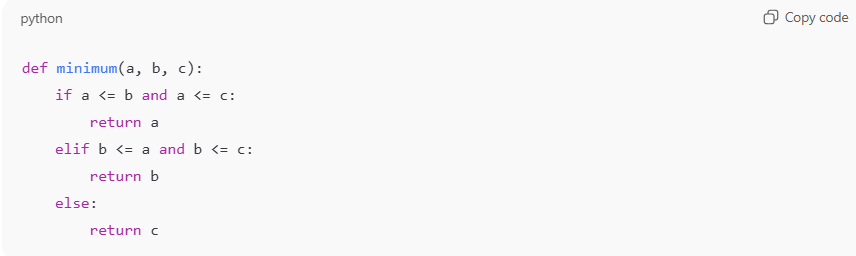 python
Copy code
def minimum(a, b, c):
    if a <= b and a <= c:
        return a
    elif b <= a and b <= c:
        return b
    else:
        return c